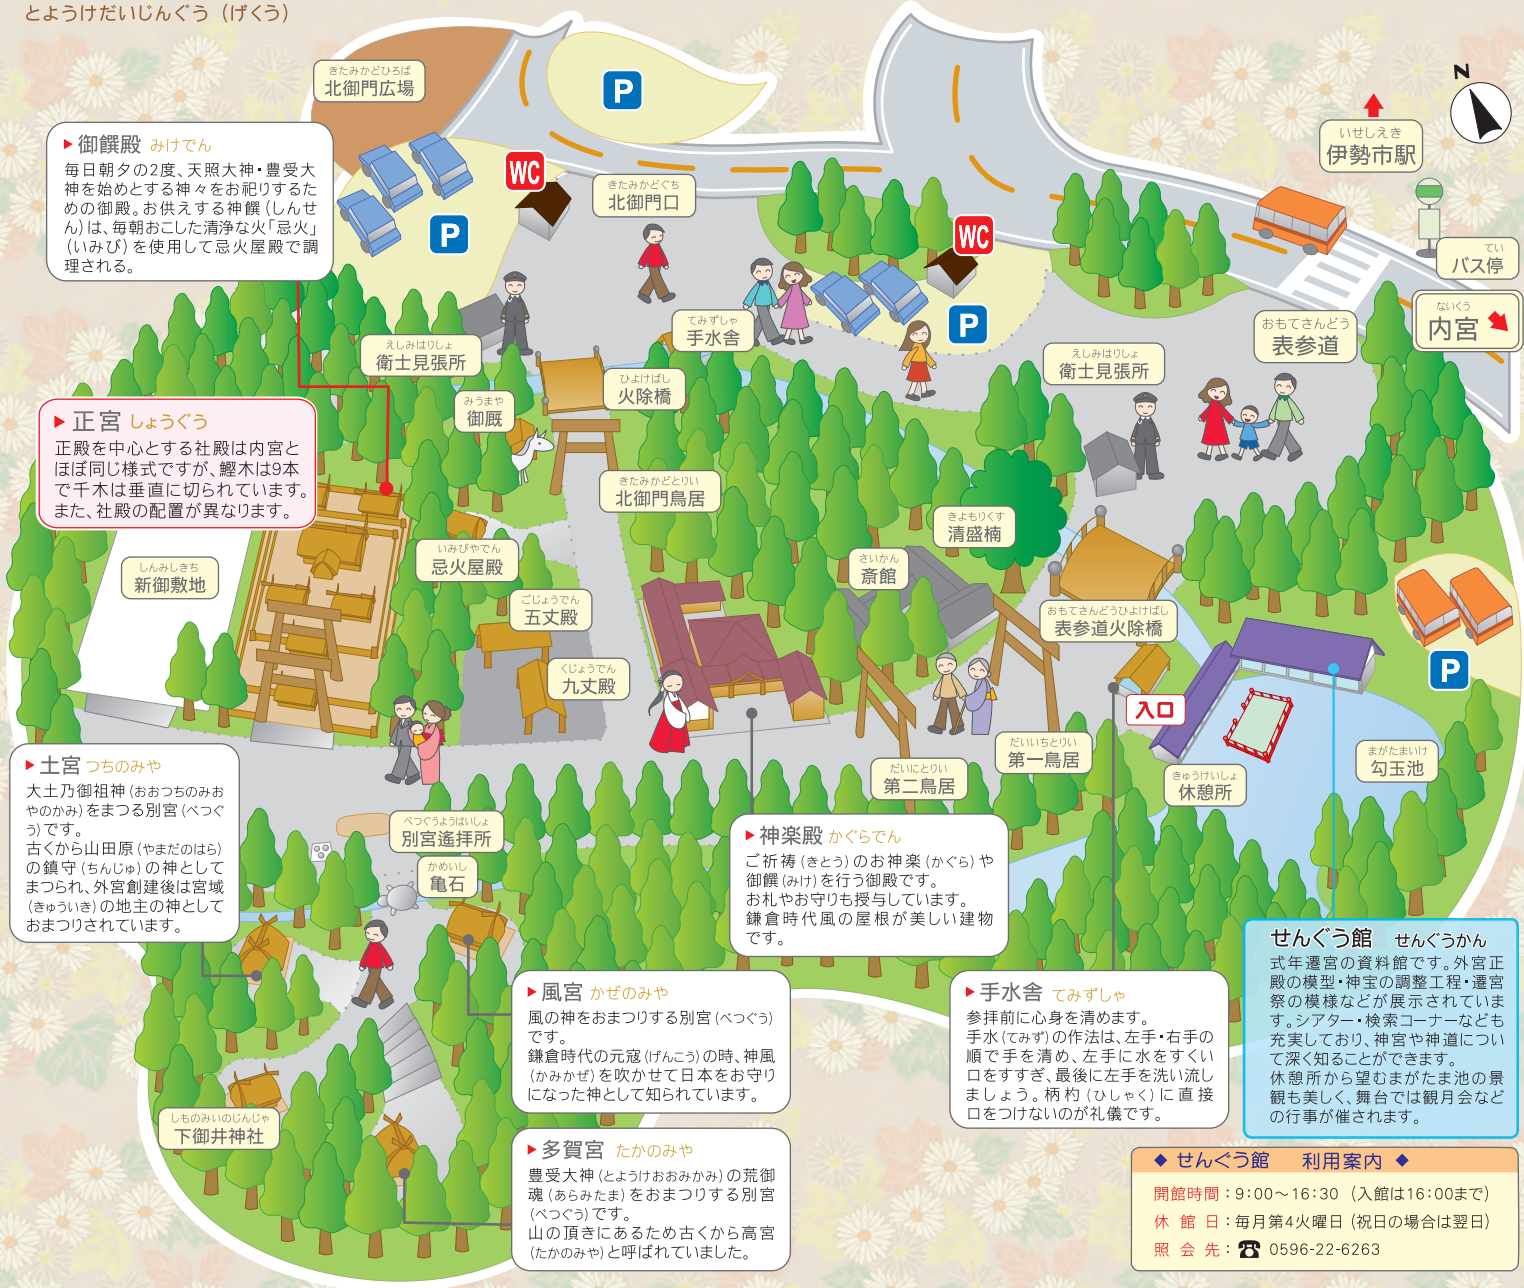 とようけだいじんぐう（げくう）
きたみかどひろば
北御門広場
P
N
いせしえき
伊勢市駅
▶御饌殿 みけでん
毎日朝夕の2度、天照大神・豊受大
神を始めとする神々をお祀りするた
めの御殿。お供えする神饌（しんせ
ん）は、毎朝おこした清浄な火「忌火」
（いみび）を使用して忌火屋殿で調
理される。
WC
P
きたみかどぐち
北御門口
WC
P
てい
バス停
ないくう
内宮
おもてさんどう
表参道
てみずしゃ
手水舎
えしみはりしょ
衛士見張所
えしみはりしょ
衛士見張所
ひよけばし
火除橋
みうまや
御厩
▶正宮 しょうぐう
正殿を中心とする社殿は内宮と
ほぼ同じ様式ですが、鰹木は9本
で千木は垂直に切られています。
また、社殿の配置が異なります。
きたみかどとりい
北御門鳥居
きよもりくす
清盛楠
いみびやでん
忌火屋殿
さいかん
斎館
しんみしきち
新御敷地
ごじょうでん
五丈殿
おもてさんどうひよけばし
表参道火除橋
くじょうでん
九丈殿
P
入口
だいいちとりい
第一鳥居
だいにとりい
第二鳥居
きゅうけいしょ
休憩所
まがたまいけ
勾玉池
▶土宮 つちのみや
大土乃御祖神（おおつちのみお
やのかみ）をまつる別宮（べつぐ
う）です。
古くから山田原（やまだのはら）
の鎮守（ちんじゅ）の神として
まつられ、外宮創建後は宮域
（きゅういき）の地主の神として
おまつりされています。
べつぐうようはいしょ
別宮遙拝所
かめいし
亀石
▶神楽殿 かぐらでん
ご祈祷（きとう）のお神楽（かぐら）や
御饌（みけ）を行う御殿です。
お札やお守りも授与しています。
鎌倉時代風の屋根が美しい建物
です。
▶風宮 かぜのみや
風の神をおまつりする別宮（べつぐう）
です。
鎌倉時代の元寇（げんこう）の時、神風
（かみかぜ）を吹かせて日本をお守り
になった神として知られています。
▶手水舎 てみずしゃ
参拝前に心身を清めます。
手水（てみず）の作法は、左手・右手の
順で手を清め、左手に水をすくい
口をすすぎ、最後に左手を洗い流し
ましょう。柄杓（ひしゃく）に直接
口をつけないのが礼儀です。
せんぐう館 せんぐうかん
式年遷宮の資料館です。外宮正
殿の模型・神宝の調整工程・遷宮
祭の模様などが展示されていま
す。シアター・検索コーナーなども
充実しており、神宮や神道につい
て深く知ることができます。
休憩所から望むまがたま池の景
観も美しく、舞台では観月会など
の行事が催されます。
しものみいのじんじゃ
下御井神社
▶多賀宮 たかのみや
豊受大神（とようけおおみかみ）の荒御
魂（あらみたま）をおまつりする別宮
（べつぐう）です。
山の頂きにあるため古くから高宮
（たかのみや）と呼ばれていました。
◆ せんぐう館 利用案内 ◆
開館時間：9:00〜16:30（入館は16:00まで）
休館日：毎月第4火曜日（祝日の場合は翌日）
照会先：☎ 0596-22-6263